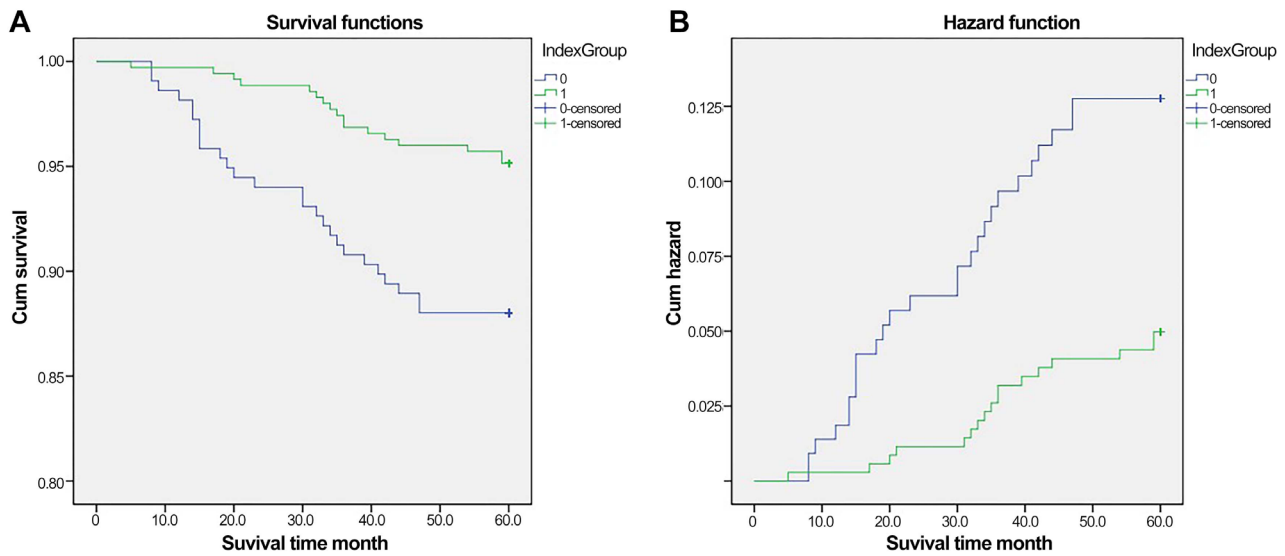 A
Survival functions
IndexGroup
0
1
0-censored
1-censored
1.00
0.95
0.90
0.85
0.80
Cum survival
0
10.0
20.0
30.0
40.0
50.0
60.0
Suvival time month
B
Hazard function
IndexGroup
0
1
0-censored
1-censored
0.125
0.100
0.075
0.050
0.025
Cum hazard
0
10.0
20.0
30.0
40.0
50.0
60.0
Suvival time month